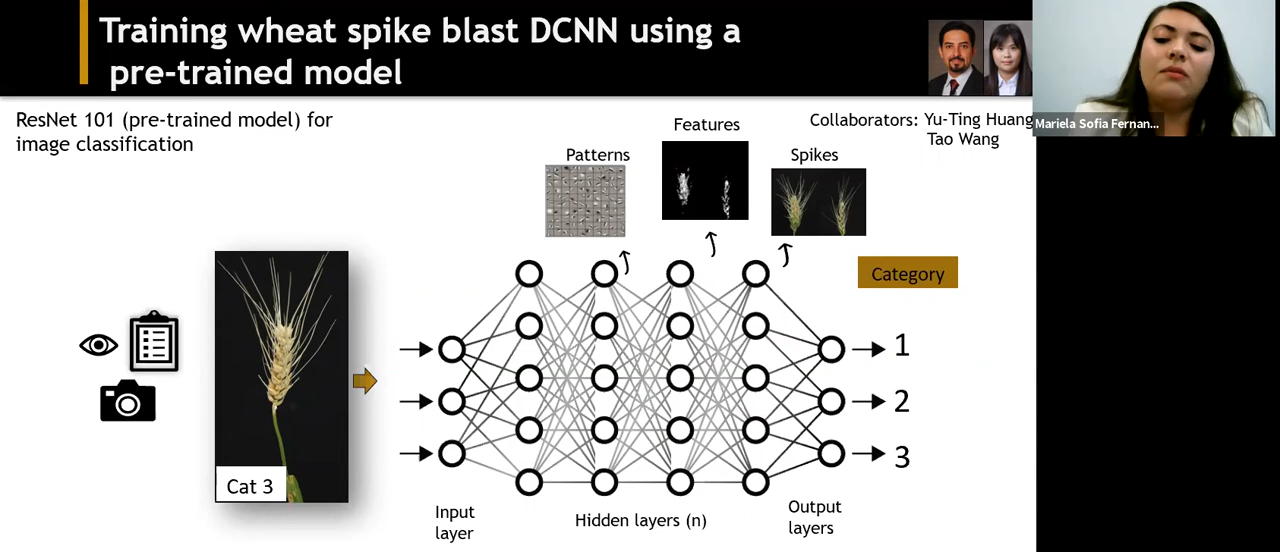 Training wheat spike blast DCNN using a
pre-trained model
ResNet 101 (pre-trained model) for
image classification
Collaborators: Yu-Ting Huang
Tao Wang
Mariela Sofia Fernan...
Patterns
Features
Spikes
Category
1
2
3
Cat 3
Input
layer
Hidden layers (n)
Output
layers